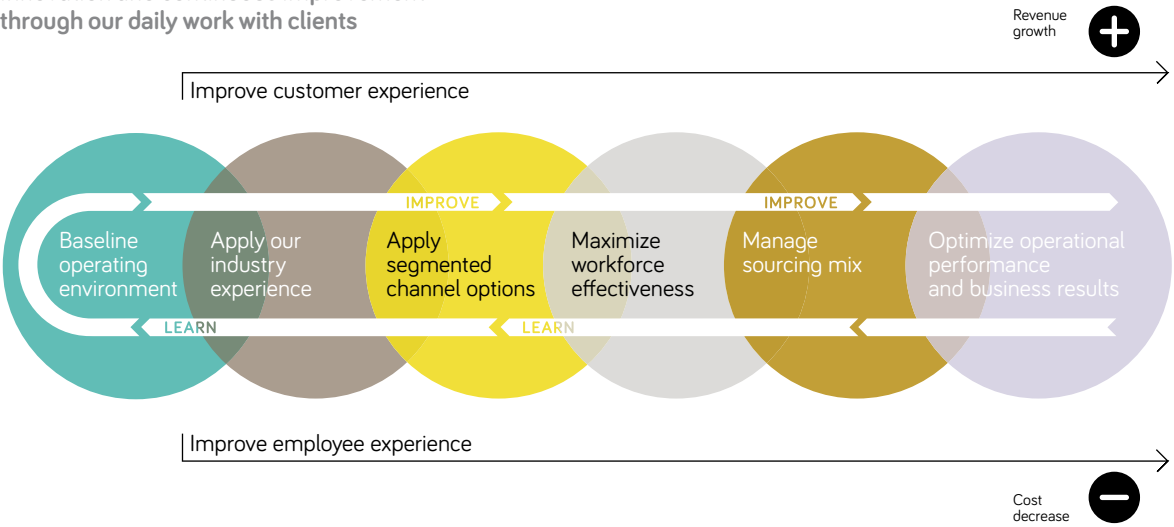 through our daily work with clients
Revenue
growth
Improve customer experience
IMPROVE
IMPROVE
Baseline
operating
environment
Apply our
industry
experience
Apply
segmented
channel options
Maximize
workforce
effectiveness
Manage
sourcing mix
Optimize operational
performance
and business results
LEARN
LEARN
Improve employee experience
Cost
decrease